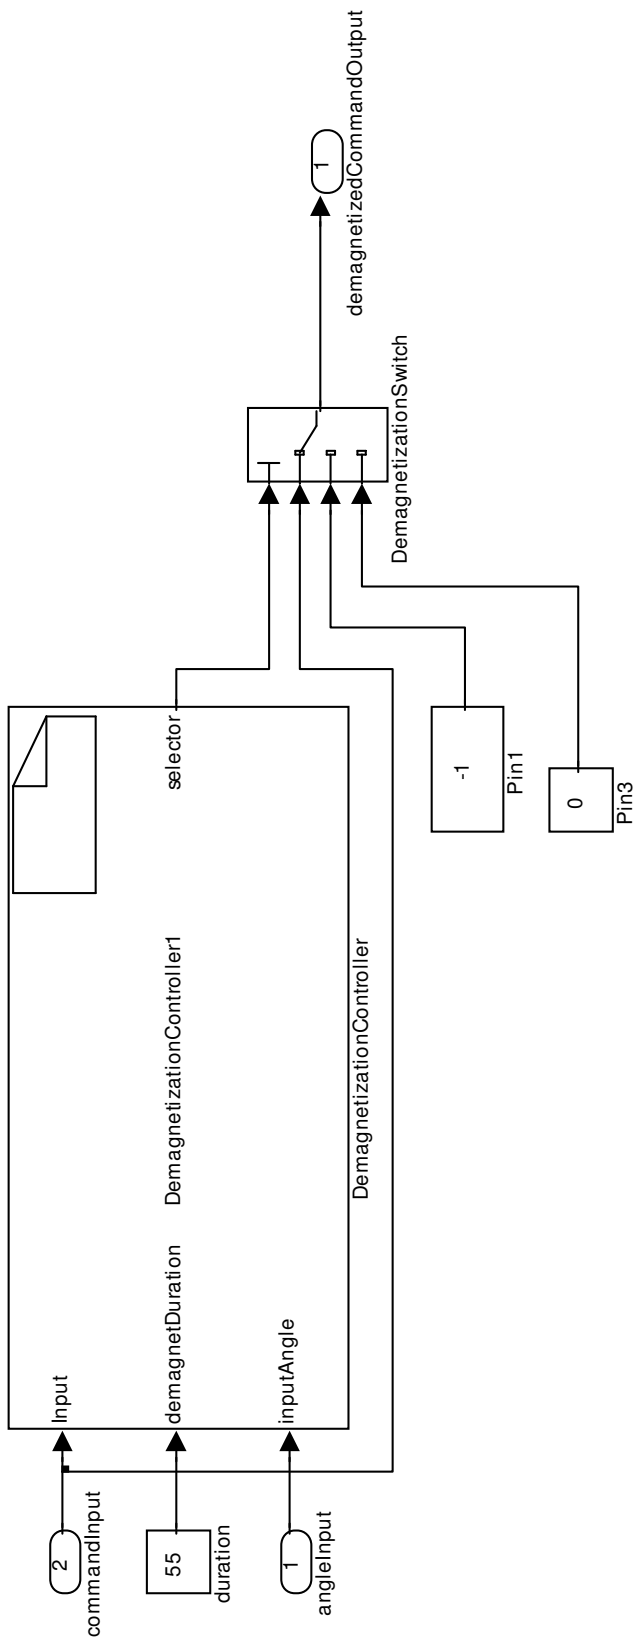 2
commandInput
55
duration
1
angleInput
Input
demagnetDuration
inputAngle
DemagnetizationController1
selector
DemagnetizationController
-1
Pin1
0
Pin3
DemagnetizationSwitch
1
demagnetizedCommandOutput